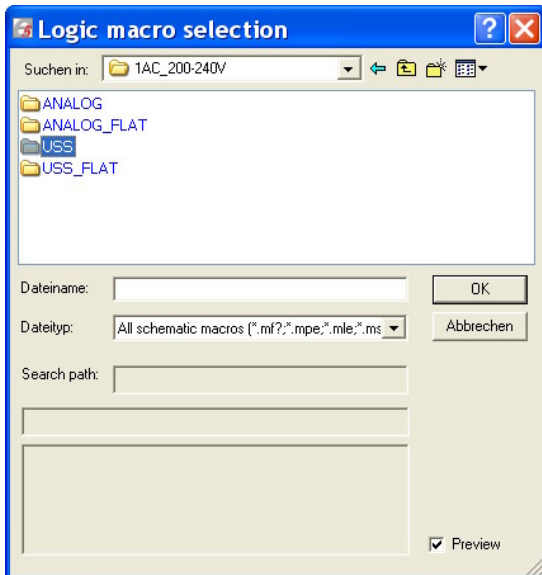 Logic macro selection
Suchen in: 1AC_200-240V
ANALOG
ANALOG_FLAT
USS
USS_FLAT
Dateiname: OK
Dateityp: All schematic macros (*.mf?;*.mpe;*.mle;*.ms Abbrechen
Search path:
Preview